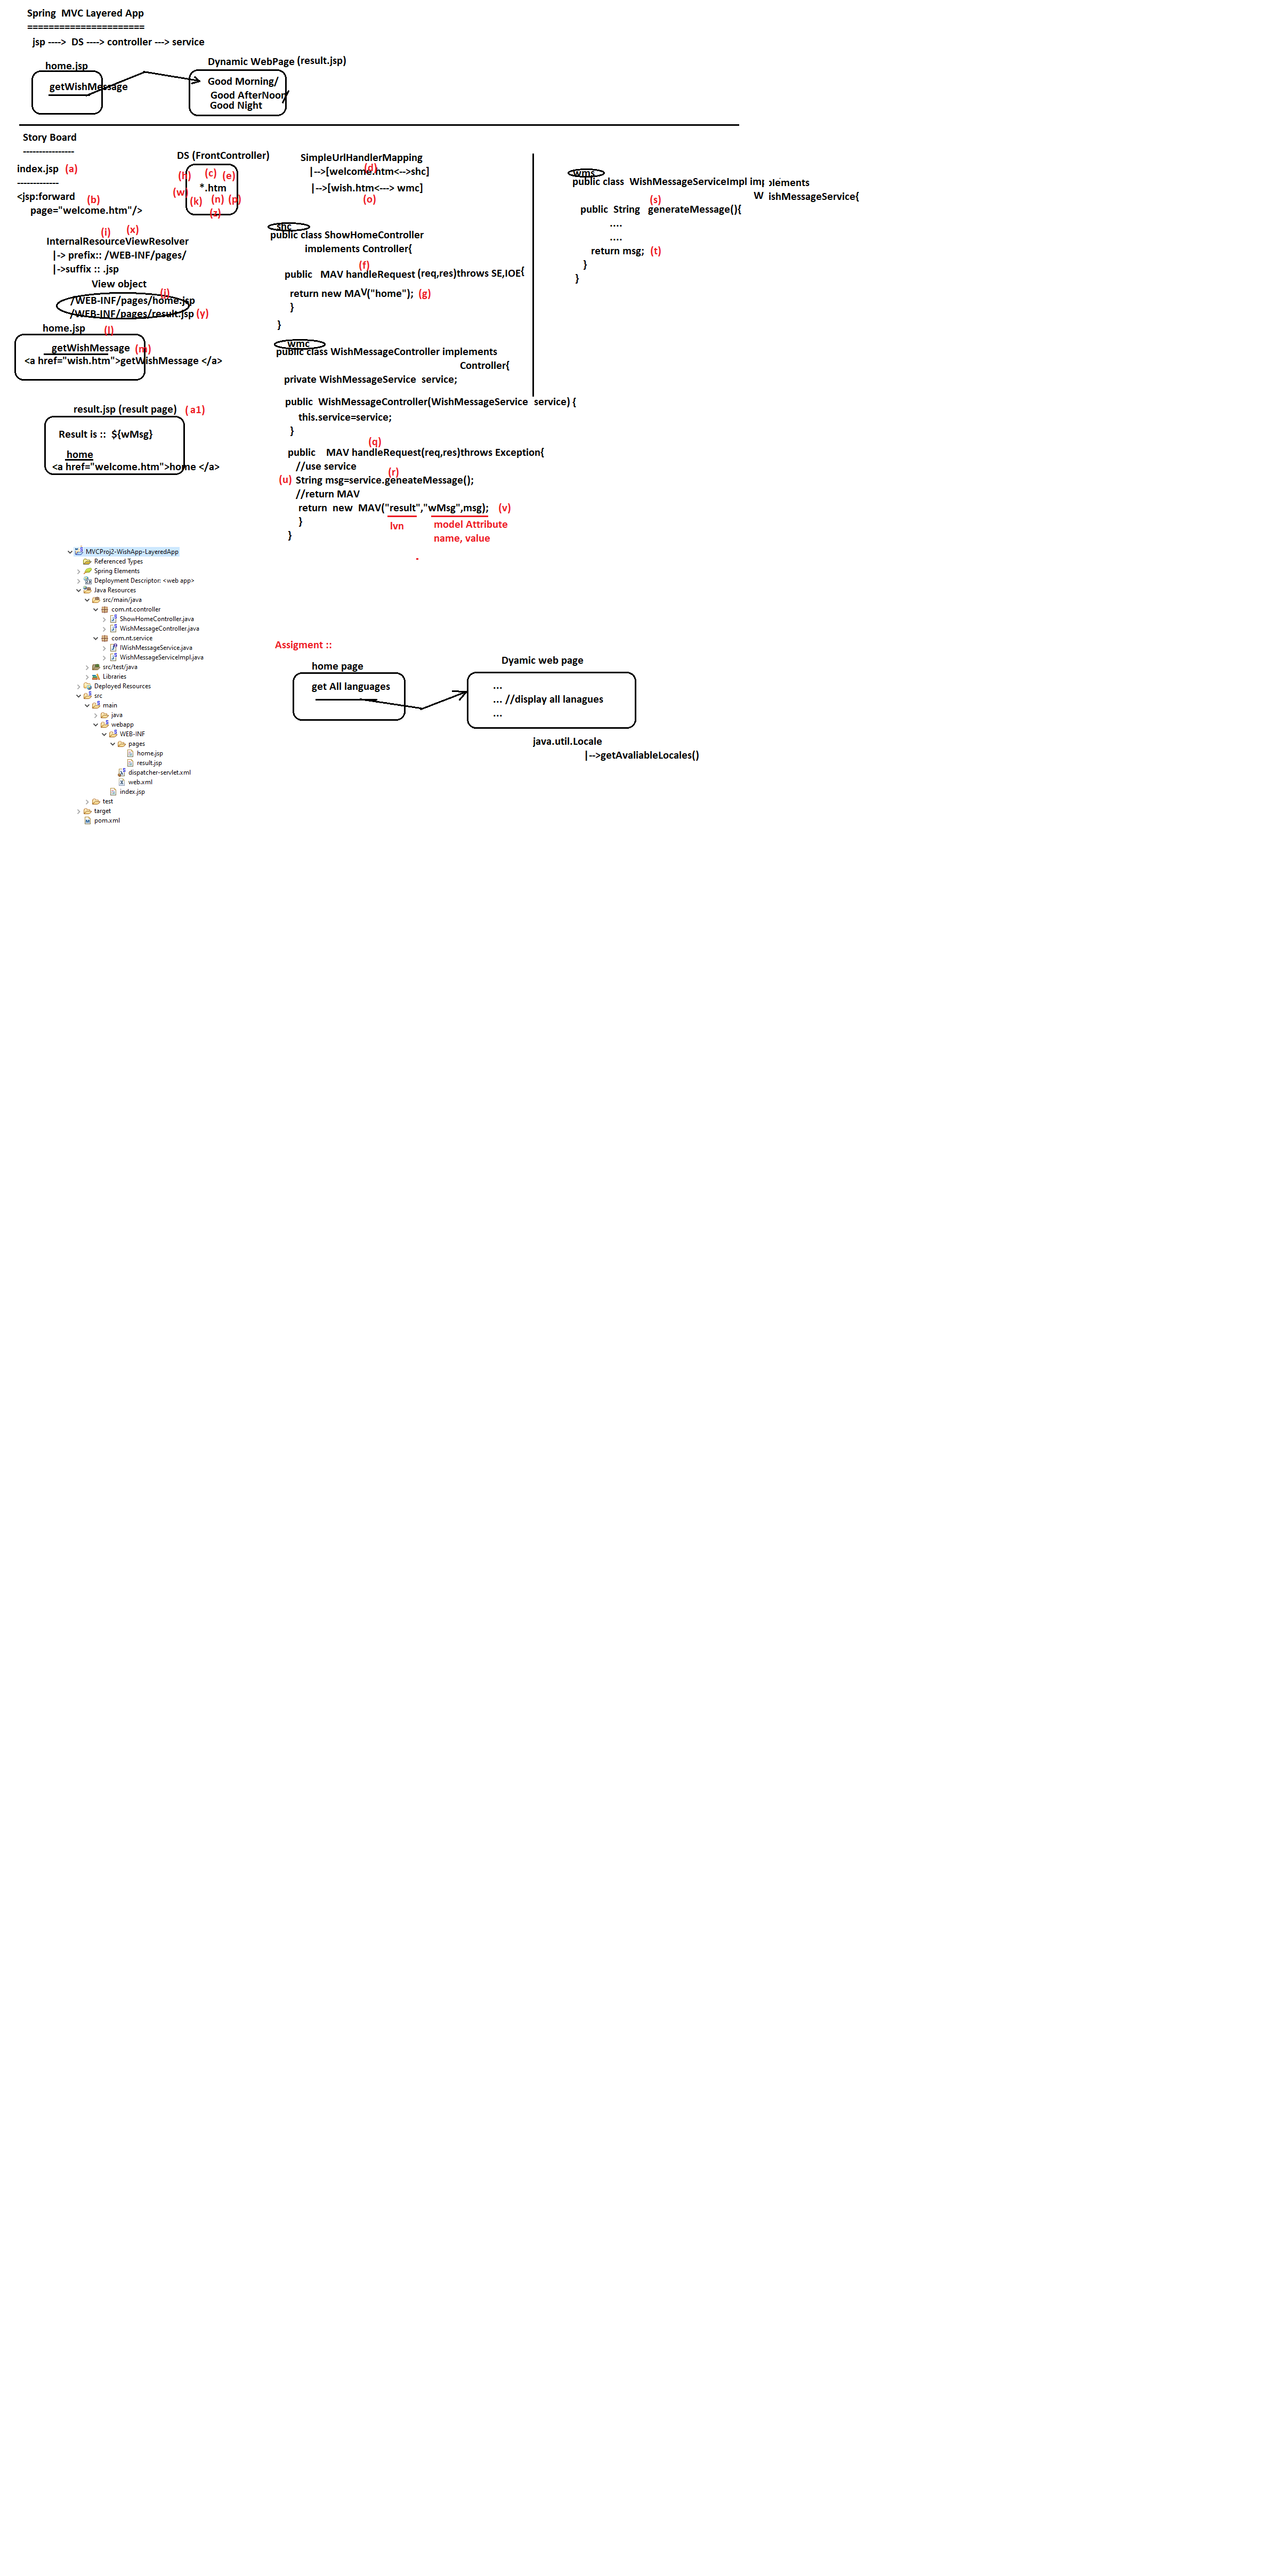 Spring MVC Layered App
======================
jsp ----> DS ----> controller ---> service
home.jsp
getWishMessage
Dynamic WebPage (result.jsp)
Good Morning/
Good AfterNoon/
Good Night
Story Board
----------------
index.jsp (a)
-------------
<jsp:forward (b)
page="welcome.htm"/>
DS (FrontController)
(h) (c) (e)
*.htm
(w) (k) (n) (p)
(z)
SimpleUrlHandlerMapping
(d)
|-->[welcome.htm<-->shc]
|-->[wish.htm<---> wmc]
(o)
(i) (x)
InternalResourceViewResolver
|-> prefix:: /WEB-INF/pages/
|->suffix :: .jsp
View object
(j)
/WEB-INF/pages/home.jsp
/WEB-INF/pages/result.jsp (y)
home.jsp (l)
getWishMessage (m)
<a href="wish.htm">getWishMessage </a>
result.jsp (result page) (a1)
Result is :: ${wMsg}
home
<a href="welcome.htm">home </a>
shc
public class ShowHomeController
implements Controller{
(f)
public MAV handleRequest (req,res)throws SE,IOE{
return new MAV("home"); (g)
}
}
wmc
public class WishMessageController implements
Controller{
private WishMessageService service;
public WishMessageController(WishMessageService service) {
this.service=service;
}
(q)
public MAV handleRequest(req,res)throws Exception{
//use service
(r)
(u) String msg=service.geneateMessage();
//return MAV
return new MAV("result","wMsg",msg); (v)
lvn
model Attribute
name, value
}
}
wms
public class WishMessageServiceImpl implements
WishMessageService{
(s)
public String generateMessage(){
....
....
return msg; (t)
}
}
MVCProj2-WishApp-LayeredApp
Referenced Types
Spring Elements
Deployment Descriptor: <web app>
Java Resources
src/main/java
com.nt.controller
ShowHomeController.java
WishMessageController.java
com.nt.service
IWishMessageService.java
WishMessageServiceImpl.java
src/test/java
Libraries
Deployed Resources
src
main
java
webapp
WEB-INF
pages
home.jsp
result.jsp
dispatcher-servlet.xml
web.xml
index.jsp
test
target
pom.xml
Assigment ::
home page
get All languages
Dyamic web page
...
... //display all lanagues
...
java.util.Locale
|-->getAvaliableLocales()